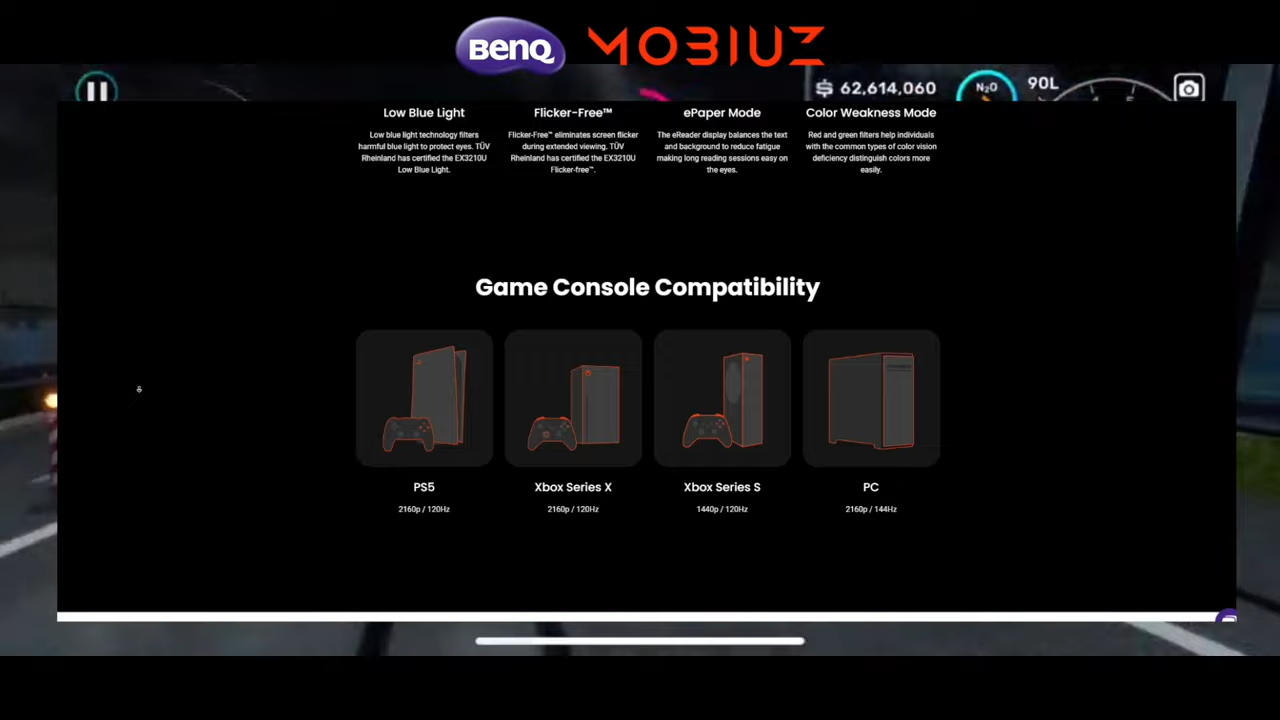 BenQ MOBIUZ
62,614,060
N₂O
90L
Low Blue Light
Low blue light technology filters
harmful blue light to protect eyes. TÜV
Rheinland has certified the EX3210U
Low Blue Light.
Flicker-Free™
Flicker-Free™ eliminates screen flicker
during extended viewing. TÜV
Rheinland has certified the EX3210U
Flicker-free™.
ePaper Mode
The eReader display balances the text
and background to reduce fatigue
making long reading sessions easy on
the eyes.
Color Weakness Mode
Red and green filters help individuals
with the common types of color vision
deficiency distinguish colors more
easily.
Game Console Compatibility
PS5
2160p / 120Hz
Xbox Series X
2160p / 120Hz
Xbox Series S
1440p / 120Hz
PC
2160p / 144Hz